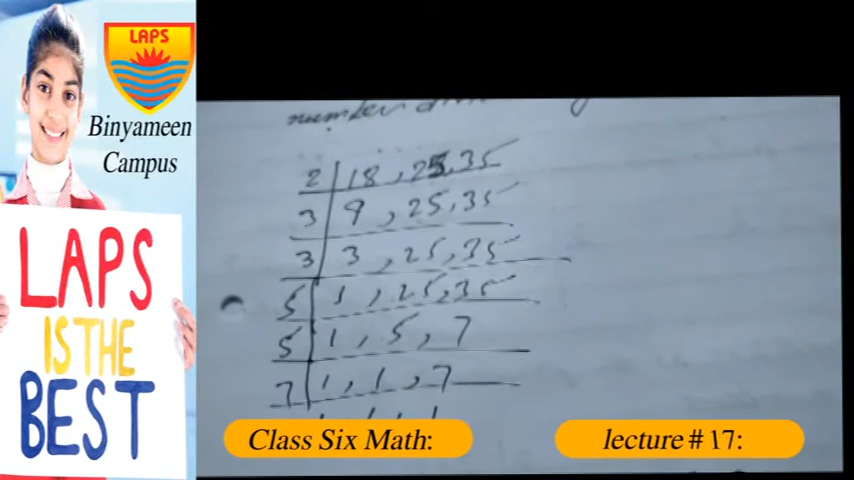 LAPS
Binyameen
Campus
LAPS
IS THE
BEST
number
2 | 18 , 25,35
3 | 9 , 25,35
3 | 3 , 25,35
5 | 1 , 25,35
5 | 1 , 5 , 7
7 | 1 , 1 , 7
Class Six Math:
lecture # 17: